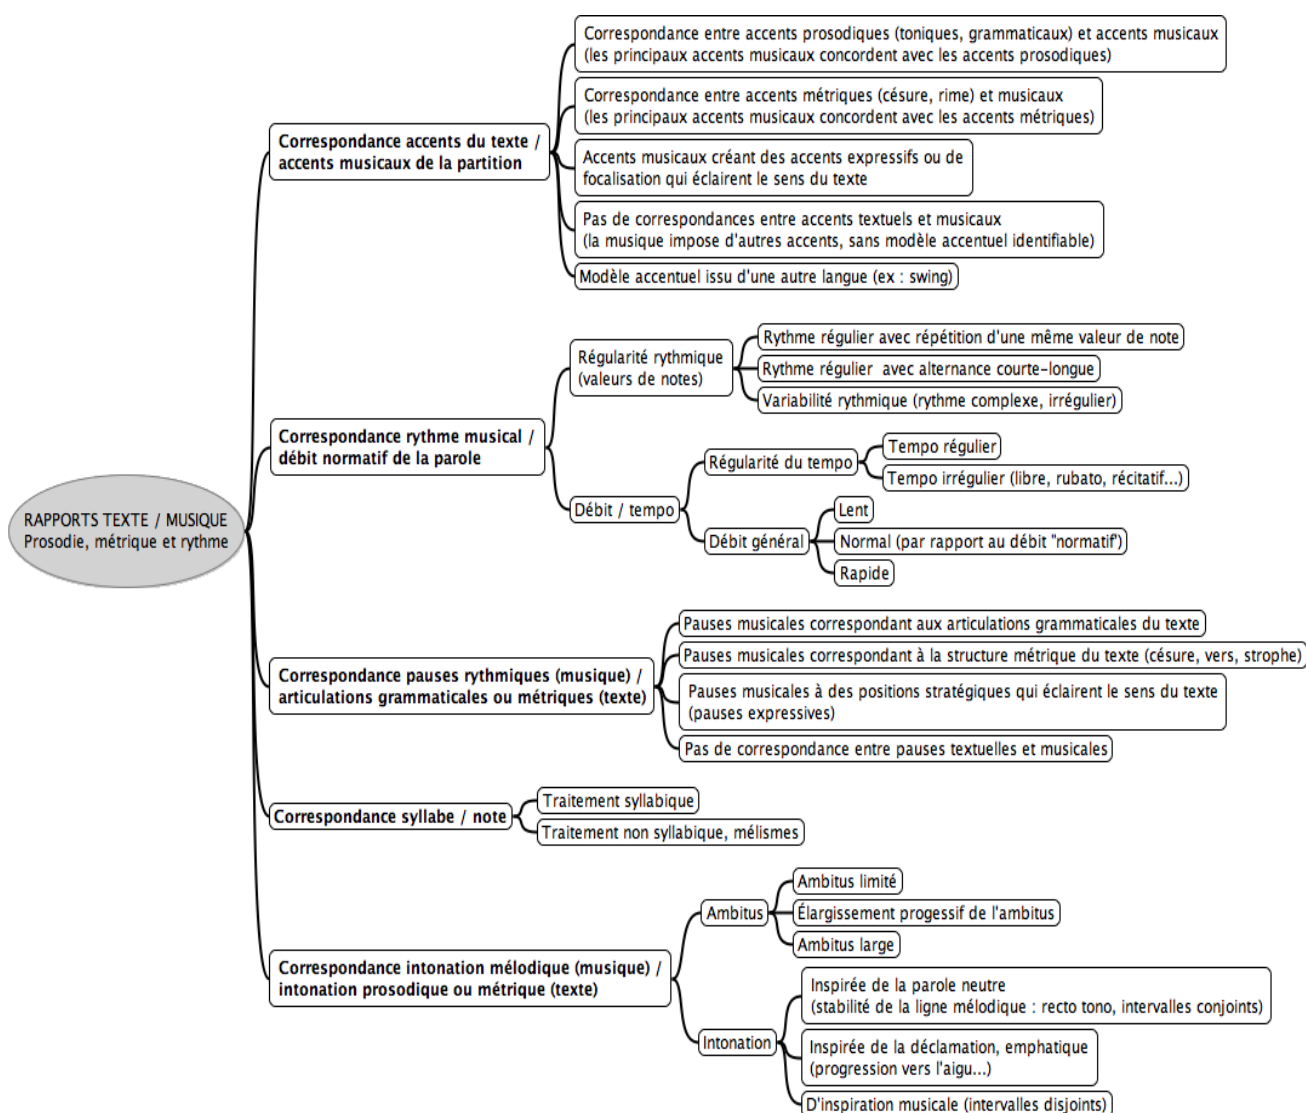 RAPPORTS TEXTE / MUSIQUE
Prosodie, métrique et rythme
Correspondance accents du texte /
accents musicaux de la partition
Correspondance entre accents prosodiques (toniques, grammaticaux) et accents musicaux
(les principaux accents musicaux concordent avec les accents prosodiques)
Correspondance entre accents métriques (césure, rime) et musicaux
(les principaux accents musicaux concordent avec les accents métriques)
Accents musicaux créant des accents expressifs ou de
focalisation qui éclairent le sens du texte
Pas de correspondances entre accents textuels et musicaux
(la musique impose d'autres accents, sans modèle accentuel identifiable)
Modèle accentuel issu d'une autre langue (ex : swing)
Correspondance rythme musical /
débit normatif de la parole
Régularité rythmique
(valeurs de notes)
Rythme régulier avec répétition d'une même valeur de note
Rythme régulier avec alternance courte-longue
Variabilité rythmique (rythme complexe, irrégulier)
Débit / tempo
Régularité du tempo
Tempo régulier
Tempo irrégulier (libre, rubato, récitatif...)
Débit général
Lent
Normal (par rapport au débit "normatif")
Rapide
Correspondance pauses rythmiques (musique) /
articulations grammaticales ou métriques (texte)
Pauses musicales correspondant aux articulations grammaticales du texte
Pauses musicales correspondant à la structure métrique du texte (césure, vers, strophe)
Pauses musicales à des positions stratégiques qui éclairent le sens du texte
(pauses expressives)
Pas de correspondance entre pauses textuelles et musicales
Correspondance syllabe / note
Traitement syllabique
Traitement non syllabique, mélismes
Correspondance intonation mélodique (musique) /
intonation prosodique ou métrique (texte)
Ambitus
Ambitus limité
Élargissement progessif de l'ambitus
Ambitus large
Intonation
Inspirée de la parole neutre
(stabilité de la ligne mélodique : recto tono, intervalles conjoints)
Inspirée de la déclamation, emphatique
(progression vers l'aigu...)
D'inspiration musicale (intervalles disjoints)